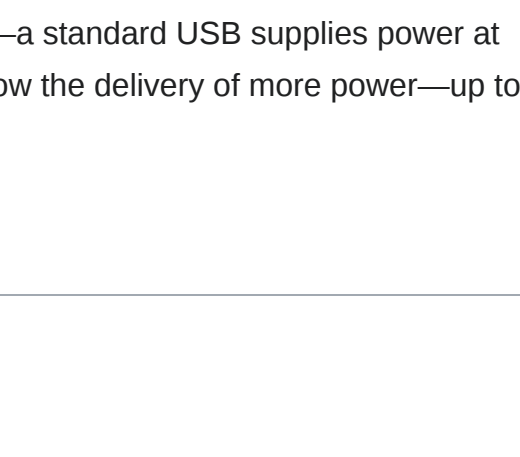 —a standard USB supplies power at
ow the delivery of more power—up to